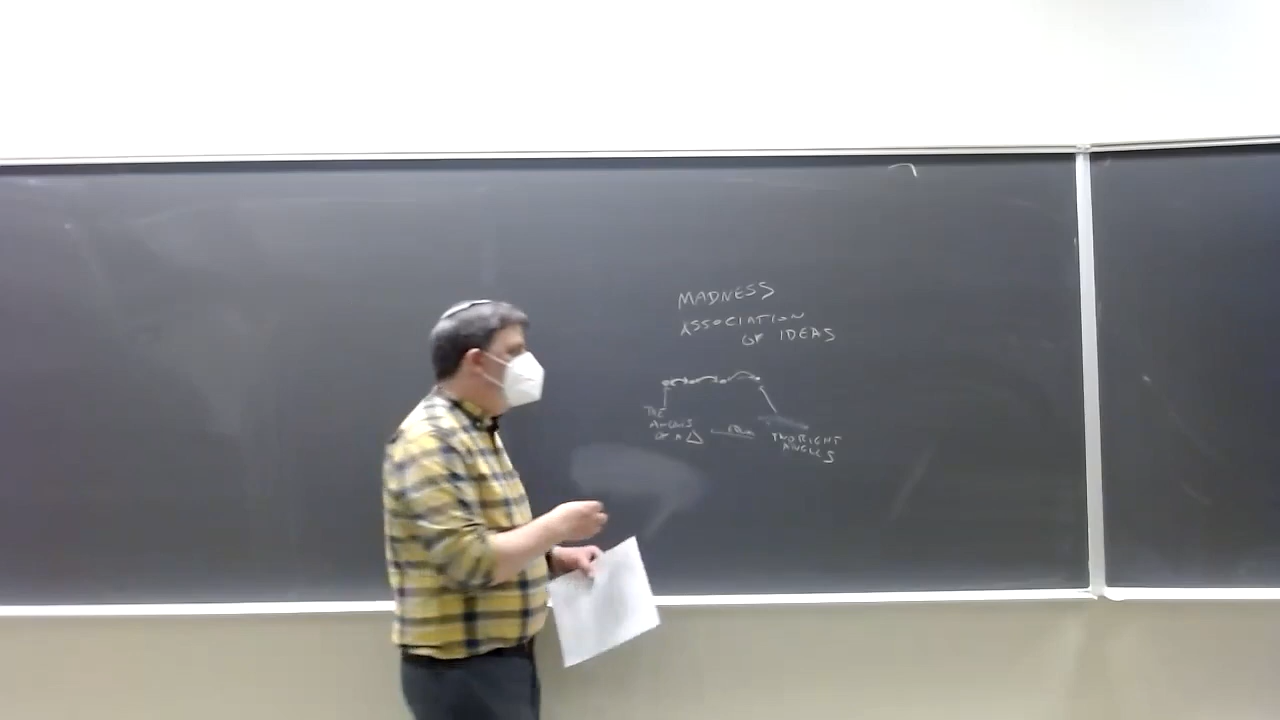 MADNESS
ASSOCIATION
OF IDEAS
THE
ANGLES
OF A △
TWO RIGHT
ANGLES